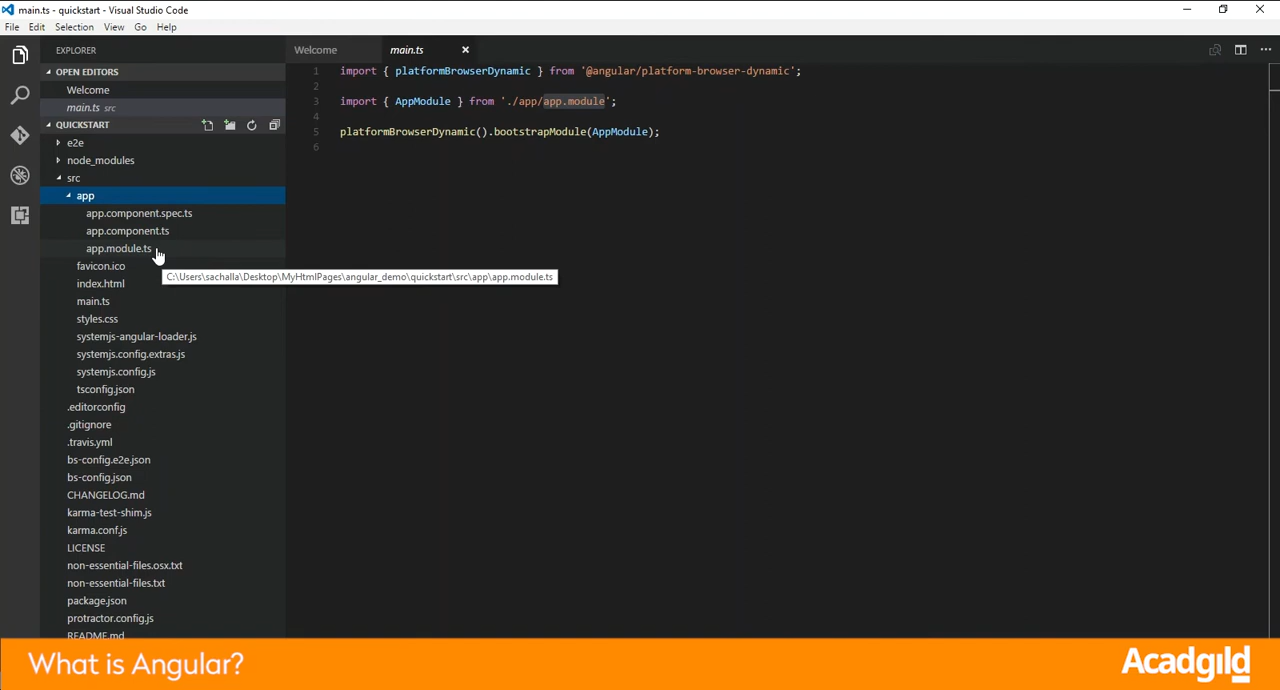 main.ts - quickstart - Visual Studio Code
File Edit Selection View Go Help
EXPLORER
OPEN EDITORS
Welcome
main.ts src
QUICKSTART
e2e
node_modules
src
app
app.component.spec.ts
app.component.ts
app.module.ts
favicon.ico
index.html
main.ts
styles.css
systemjs-angular-loader.js
systemjs.config.extras.js
systemjs.config.js
tsconfig.json
.editorconfig
.gitignore
.travis.yml
bs-config.e2e.json
bs-config.json
CHANGELOG.md
karma-test-shim.js
karma.conf.js
LICENSE
non-essential-files.osx.txt
non-essential-files.txt
package.json
protractor.config.js
README.md
C:\Users\sachalla\Desktop\MyHtmlPages\angular_demo\quickstart\src\app\app.module.ts
Welcome main.ts
1 import { platformBrowserDynamic } from '@angular/platform-browser-dynamic';
2
3 import { AppModule } from './app/app.module';
4
5 platformBrowserDynamic().bootstrapModule(AppModule);
6
What is Angular?
Acadgild